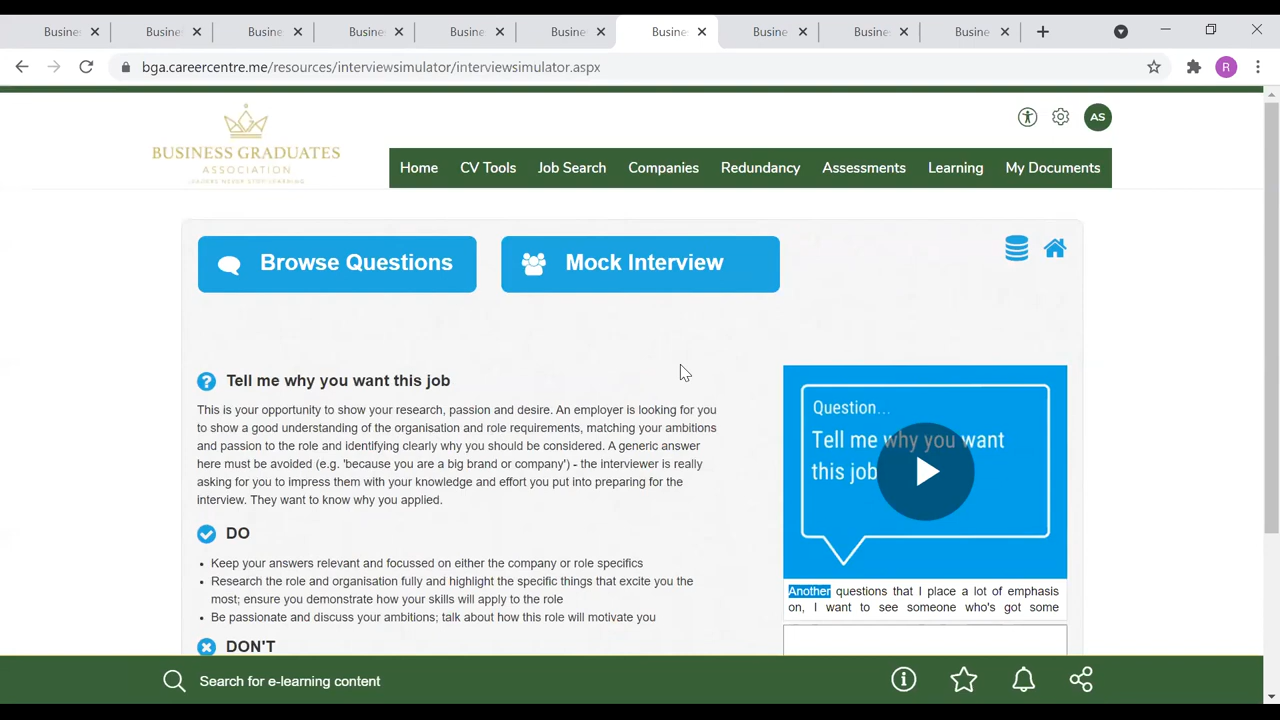 Busine
Busine
Busine
Busine
Busine
Busine
Busine
Busine
Busine
Busine
bga.careercentre.me/resources/interviewsimulator/interviewsimulator.aspx
R
BUSINESS GRADUATES
ASSOCIATION
AS
Home CV Tools Job Search Companies Redundancy Assessments Learning My Documents
Browse Questions
Mock Interview
Tell me why you want this job
This is your opportunity to show your research, passion and desire. An employer is looking for you
to show a good understanding of the organisation and role requirements, matching your ambitions
and passion to the role and identifying clearly why you should be considered. A generic answer
here must be avoided (e.g. 'because you are a big brand or company') - the interviewer is really
asking for you to impress them with your knowledge and effort you put into preparing for the
interview. They want to know why you applied.
DO
• Keep your answers relevant and focussed on either the company or role specifics
• Research the role and organisation fully and highlight the specific things that excite you the
most; ensure you demonstrate how your skills will apply to the role
• Be passionate and discuss your ambitions; talk about how this role will motivate you
DON'T
Question...
Tell me why you want
this job
Another questions that I place a lot of emphasis
on, I want to see someone who's got some
Search for e-learning content